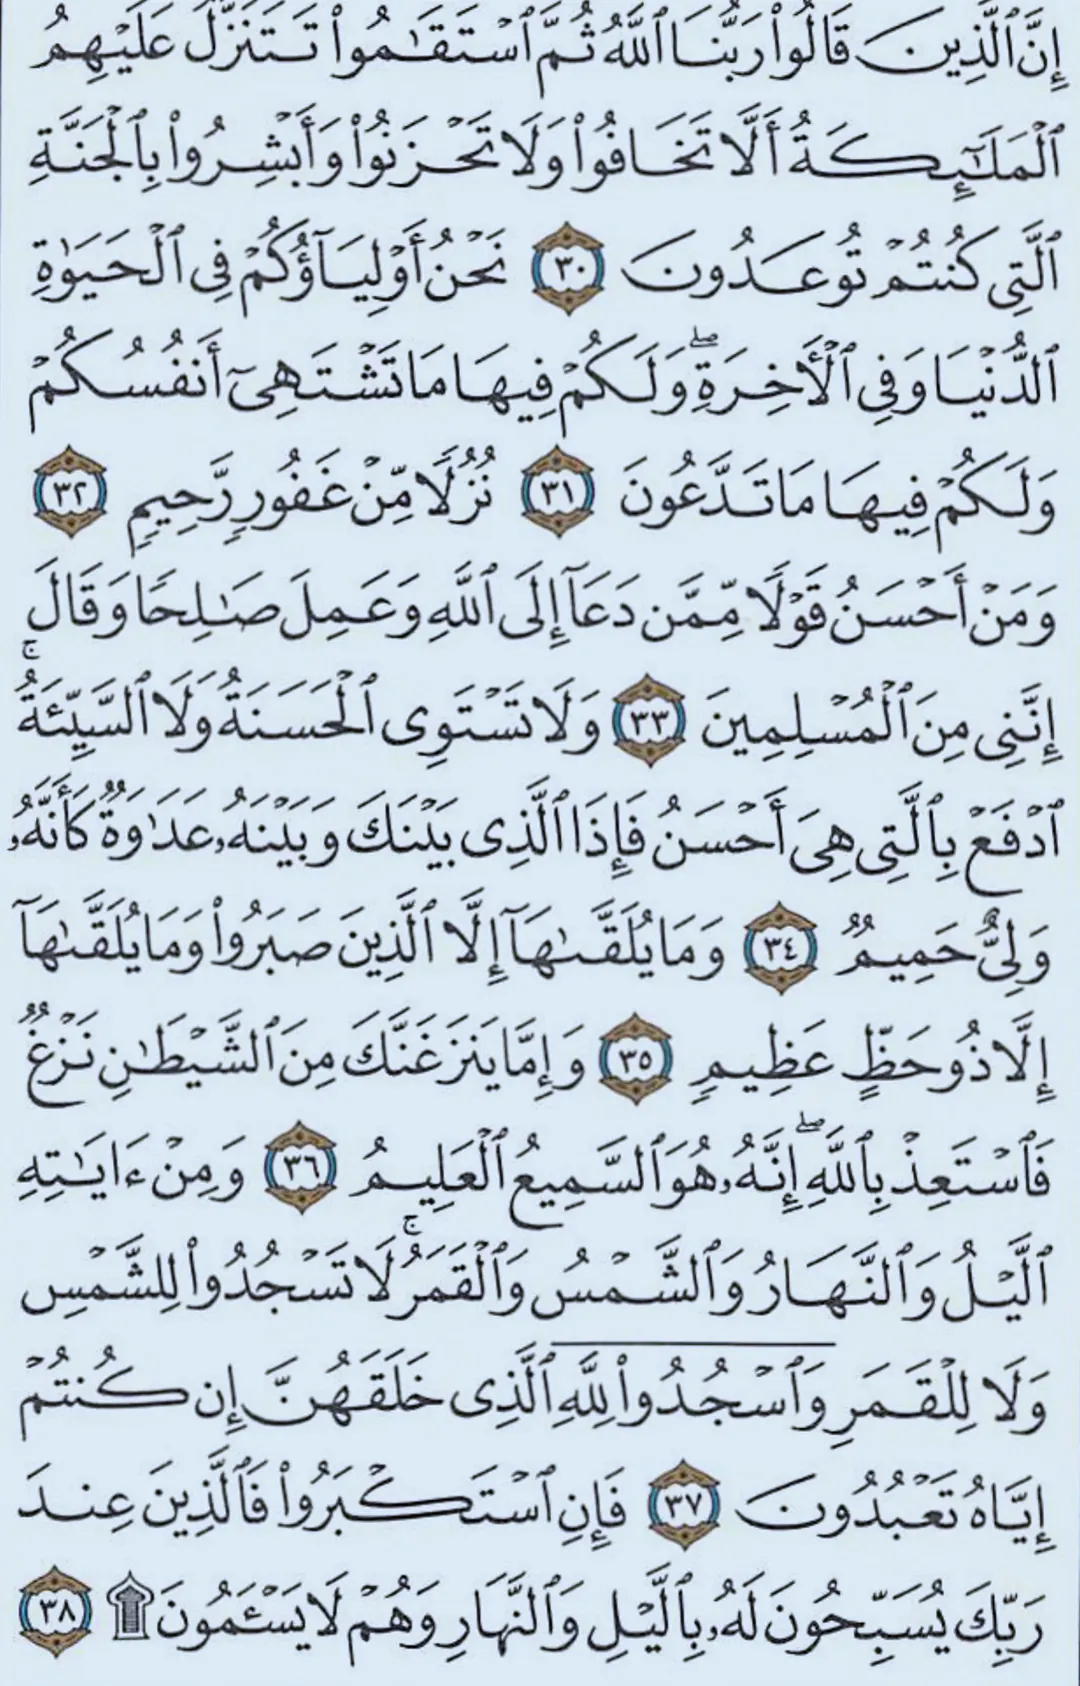 إِنَّ ٱلَّذِينَ قَالُوا۟ رَبُّنَا ٱللَّهُ ثُمَّ ٱسْتَقَـٰمُوا۟ تَتَنَزَّلُ عَلَيْهِمُ
ٱلْمَلَـٰٓئِكَةُ أَلَّا تَخَافُوا۟ وَلَا تَحْزَنُوا۟ وَأَبْشِرُوا۟ بِٱلْجَنَّةِ
ٱلَّتِى كُنتُمْ تُوعَدُونَ ٣٠ نَحْنُ أَوْلِيَآؤُكُمْ فِى ٱلْحَيَوٰةِ
ٱلدُّنْيَا وَفِى ٱلْأَخِرَةِ ۖ وَلَكُمْ فِيهَا مَا تَشْتَهِىٓ أَنفُسُكُمْ
وَلَكُمْ فِيهَا مَا تَدَّعُونَ ٣١ نُزُلًا مِّنْ غَفُورٍ رَّحِيمٍ ٣٢
وَمَنْ أَحْسَنُ قَوْلًا مِّمَّن دَعَآ إِلَى ٱللَّهِ وَعَمِلَ صَـٰلِحًا وَقَالَ
إِنَّنِى مِنَ ٱلْمُسْلِمِينَ ٣٣ وَلَا تَسْتَوِى ٱلْحَسَنَةُ وَلَا ٱلسَّيِّئَةُ ۚ
ٱدْفَعْ بِٱلَّتِى هِىَ أَحْسَنُ فَإِذَا ٱلَّذِى بَيْنَكَ وَبَيْنَهُۥ عَدَٰوَةٌ كَأَنَّهُۥ
وَلِىٌّ حَمِيمٌ ٣٤ وَمَا يُلَقَّىٰهَآ إِلَّا ٱلَّذِينَ صَبَرُوا۟ وَمَا يُلَقَّىٰهَآ
إِلَّا ذُو حَظٍّ عَظِيمٍ ٣٥ وَإِمَّا يَنزَغَنَّكَ مِنَ ٱلشَّيْطَـٰنِ نَزْغٌ
فَٱسْتَعِذْ بِٱللَّهِ ۖ إِنَّهُۥ هُوَ ٱلسَّمِيعُ ٱلْعَلِيمُ ٣٦ وَمِنْ ءَايَـٰتِهِ
ٱلَّيْلُ وَٱلنَّهَارُ وَٱلشَّمْسُ وَٱلْقَمَرُ ۚ لَا تَسْجُدُوا۟ لِلشَّمْسِ
وَلَا لِلْقَمَرِ وَٱسْجُدُوا۟ لِلَّهِ ٱلَّذِى خَلَقَهُنَّ إِن كُنتُمْ
إِيَّاهُ تَعْبُدُونَ ٣٧ فَإِنِ ٱسْتَكْبَرُوا۟ فَٱلَّذِينَ عِندَ
رَبِّكَ يُسَبِّحُونَ لَهُۥ بِٱلَّيْلِ وَٱلنَّهَارِ وَهُمْ لَا يَسْـَٔمُونَ ۩ ٣٨